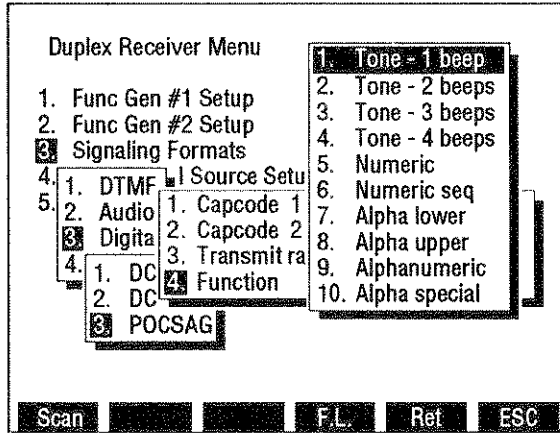 Duplex Receiver Menu
1. Func Gen #1 Setup
2. Func Gen #2 Setup
3. Signaling Formats
4. l Source Setu
5.
1. DTMF
2. Audio
3. Digita
4.
1. DC
2. DC
3. POCSAG
1. Capcode 1
2. Capcode 2
3. Transmit ra
4. Function
1. Tone - 1 beep
2. Tone - 2 beeps
3. Tone - 3 beeps
4. Tone - 4 beeps
5. Numeric
6. Numeric seq
7. Alpha lower
8. Alpha upper
9. Alphanumeric
10. Alpha special
Scan F.L. Ret ESC